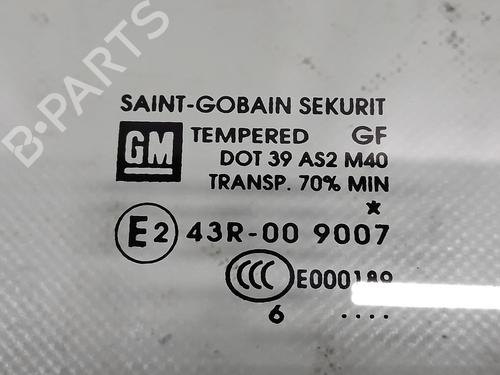 B-PARTS
SAINT-GOBAIN SEKURIT
GM TEMPERED GF
DOT 39 AS2 M40
TRANSP. 70% MIN
*
E2 43R-00 9007
CCC E000189
6 ....